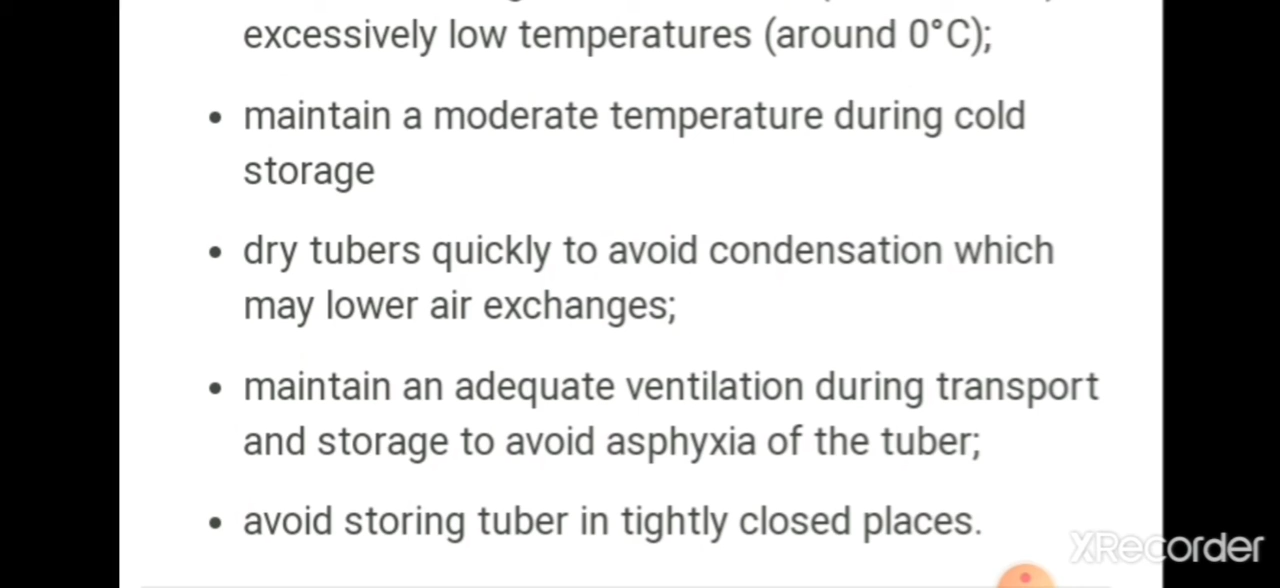 excessively low temperatures (around 0°C);
• maintain a moderate temperature during cold
storage
• dry tubers quickly to avoid condensation which
may lower air exchanges;
• maintain an adequate ventilation during transport
and storage to avoid asphyxia of the tuber;
• avoid storing tuber in tightly closed places.
XRecorder